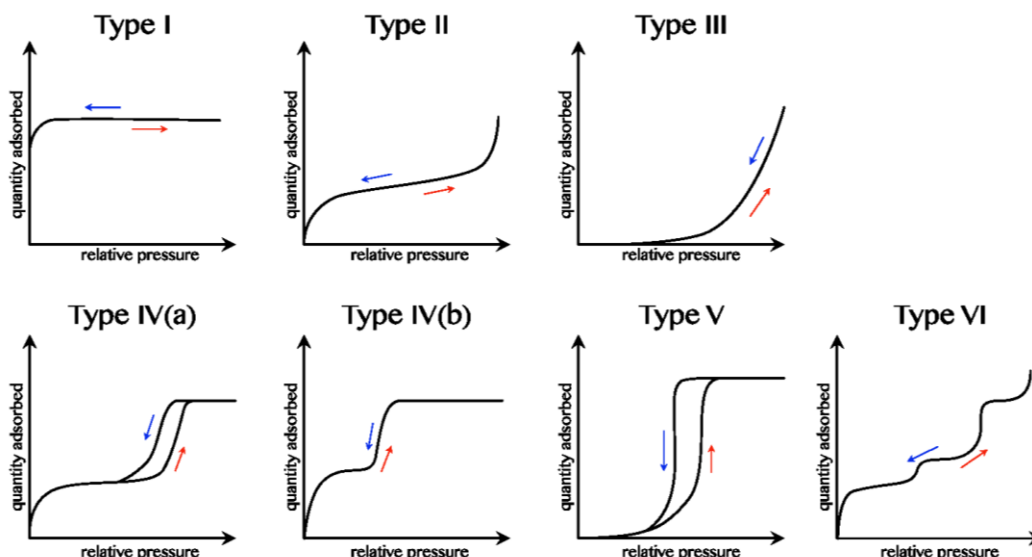 Type I
Type II
Type III
quantity adsorbed
relative pressure
quantity adsorbed
relative pressure
quantity adsorbed
relative pressure
Type IV(a)
Type IV(b)
Type V
Type VI
quantity adsorbed
relative pressure
quantity adsorbed
relative pressure
quantity adsorbed
relative pressure
quantity adsorbed
relative pressure